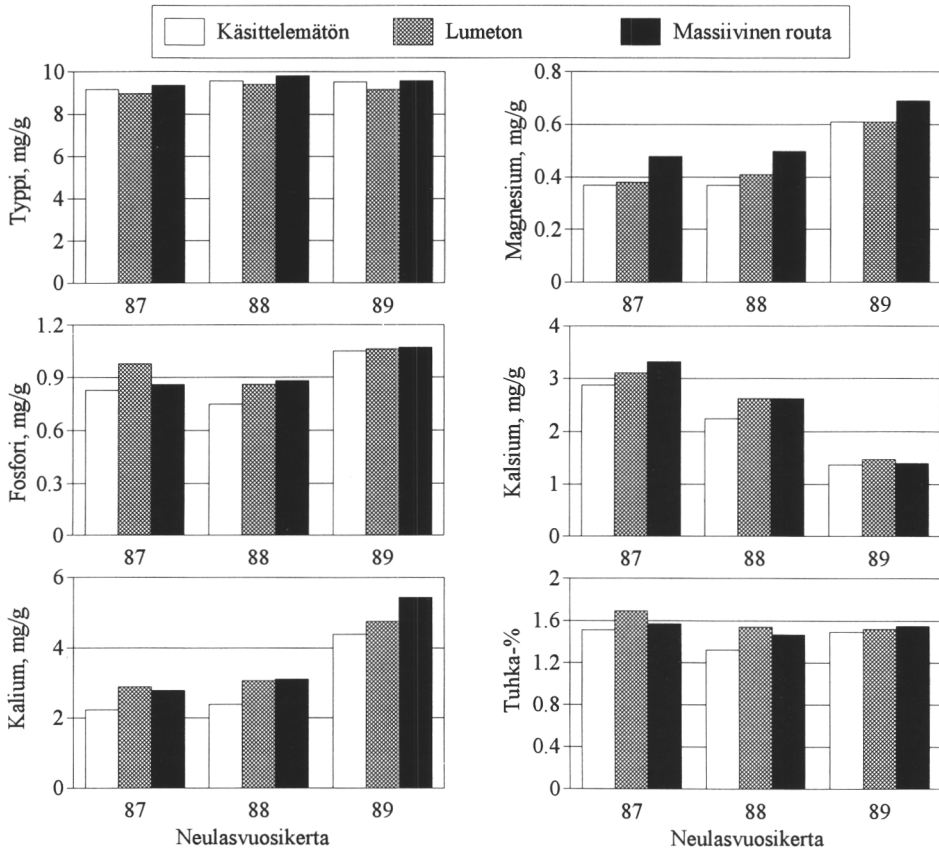 Käsittelemätön Lumeton Massiivinen routa
Typpi, mg/g
10
8
6
4
2
0
87 88 89
Magnesium, mg/g
0.8
0.6
0.4
0.2
0
87 88 89
Fosfori, mg/g
1.2
0.9
0.6
0.3
0
87 88 89
Kalsium, mg/g
4
3
2
1
0
87 88 89
Kalium, mg/g
6
4
2
0
87 88 89
Neulasvuosikerta
Tuhka-%
2
1.6
1.2
0.8
0.4
0
87 88 89
Neulasvuosikerta